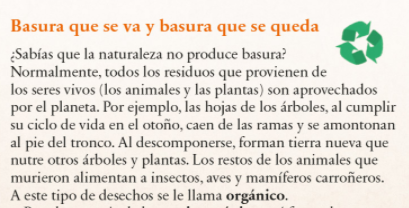 Basura que se va y basura que se queda
¿Sabías que la naturaleza no produce basura?
Normalmente, todos los residuos que provienen de
los seres vivos (los animales y las plantas) son aprovechados
por el planeta. Por ejemplo, las hojas de los árboles, al cumplir
su ciclo de vida en el otoño, caen de las ramas y se amontonan
al pie del tronco. Al descomponerse, forman tierra nueva que
nutre otros árboles y plantas. Los restos de los animales que
murieron alimentan a insectos, aves y mamíferos carroñeros.
A este tipo de desechos se le llama orgánico.